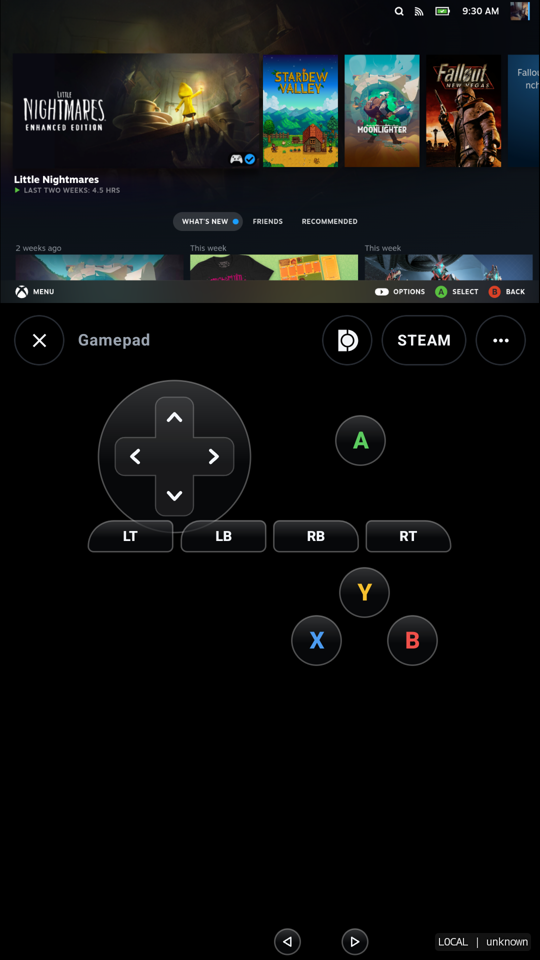 9:30 AM
LITTLE
NIGHTMARES
ENHANCED EDITION
STARDEW
VALLEY
MOONLIGHTER
Fallout
NEW VEGAS
Fallou
nch
Little Nightmares
LAST TWO WEEKS: 4.5 HRS
WHAT'S NEW
FRIENDS
RECOMMENDED
2 weeks ago
This week
This week
MENU
OPTIONS
A SELECT
B BACK
Gamepad
STEAM
A
LT
LB
RB
RT
Y
X
B
LOCAL | unknown